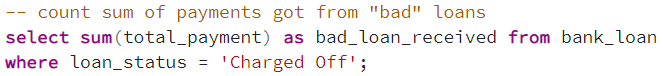 -- count sum of payments got from "bad" loans
select sum(total_payment) as bad_loan_received from bank_loan
where loan_status = 'Charged Off';